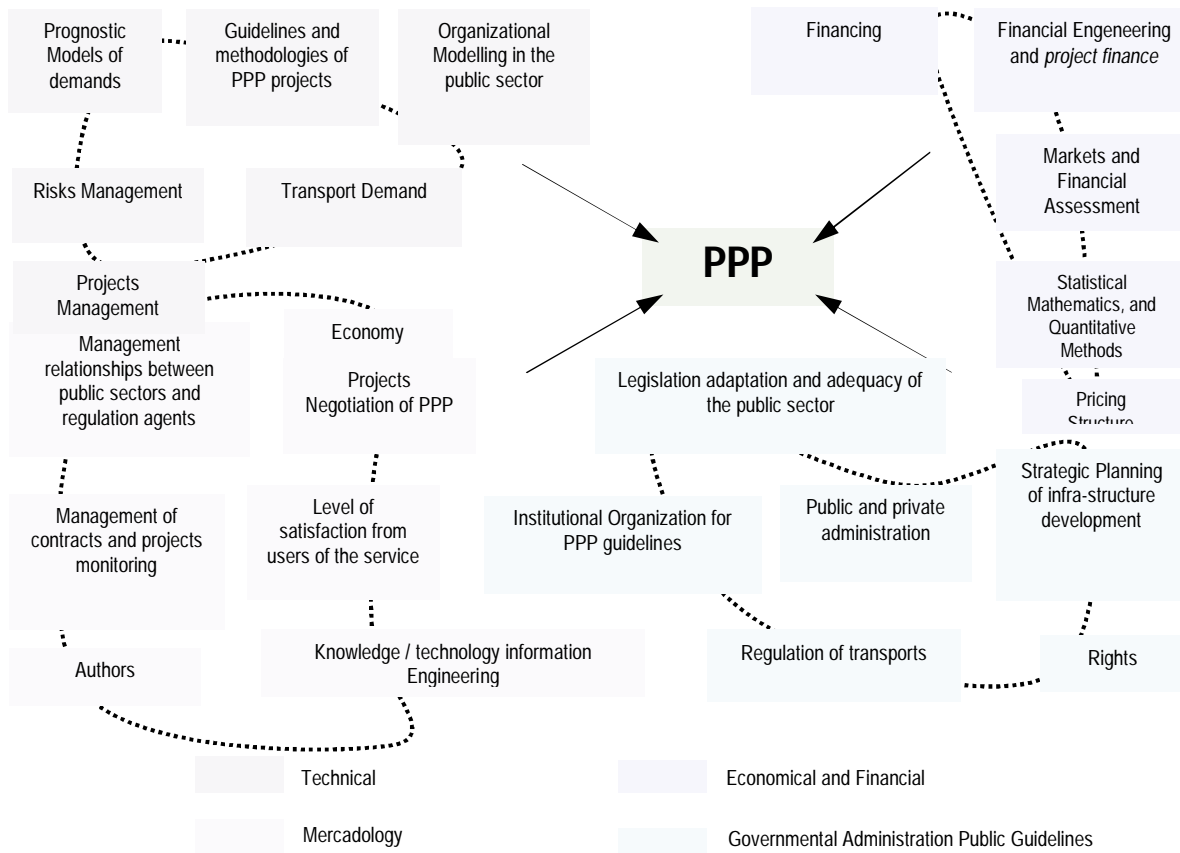 Prognostic
Models of
demands
Guidelines and
methodologies of
PPP projects
Organizational
Modelling in the
public sector
Financing
Financial Engeneering
and project finance
Risks Management
Transport Demand
Markets and
Financial
Assessment
PPP
Projects
Management
Statistical
Mathematics, and
Quantitative
Methods
Management
relationships between
public sectors and
regulation agents
Economy
Projects
Negotiation of PPP
Legislation adaptation and adequacy of
the public sector
Pricing
Structure
Management of
contracts and projects
monitoring
Level of
satisfaction from
users of the service
Institutional Organization for
PPP guidelines
Public and private
administration
Strategic Planning
of infra-structure
development
Authors
Knowledge / technology information
Engineering
Regulation of transports
Rights
Technical
Economical and Financial
Mercadology
Governmental Administration Public Guidelines